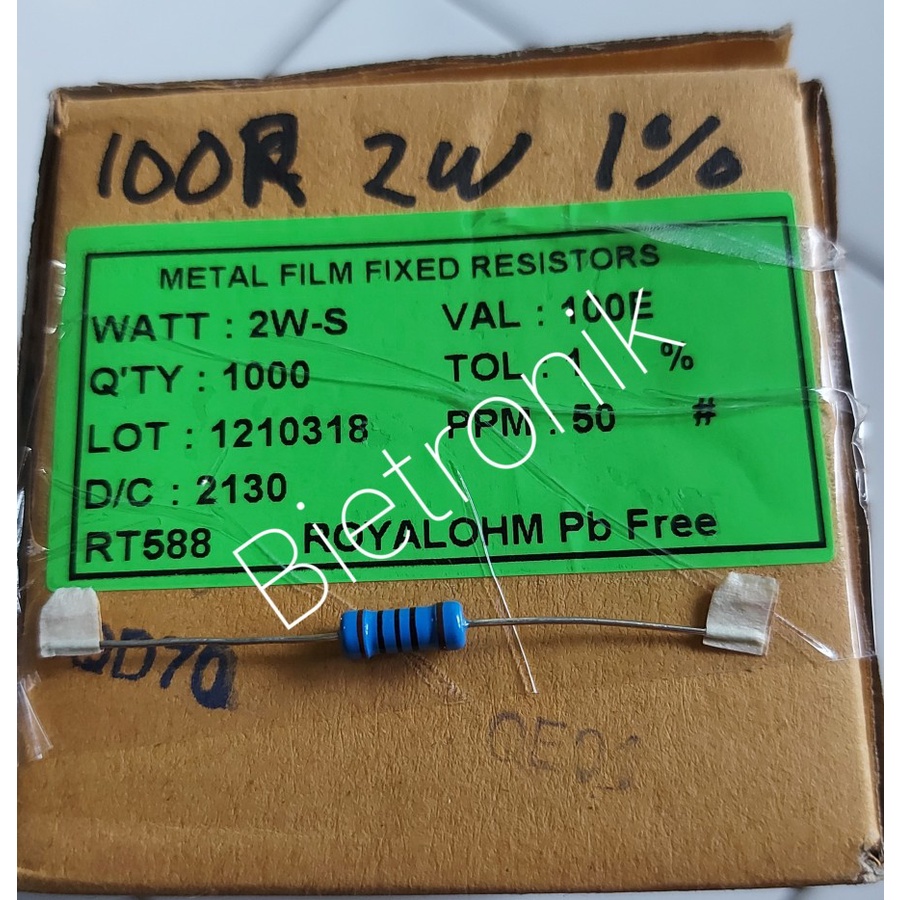 100R 2W 1%
METAL FILM FIXED RESISTORS
WATT : 2W-S VAL : 100E
Q'TY : 1000 TOL : 1 %
LOT : 1210318 PPM : 50 #
D/C : 2130
RT588 ROYALOHM Pb Free
Bietronik
QD70